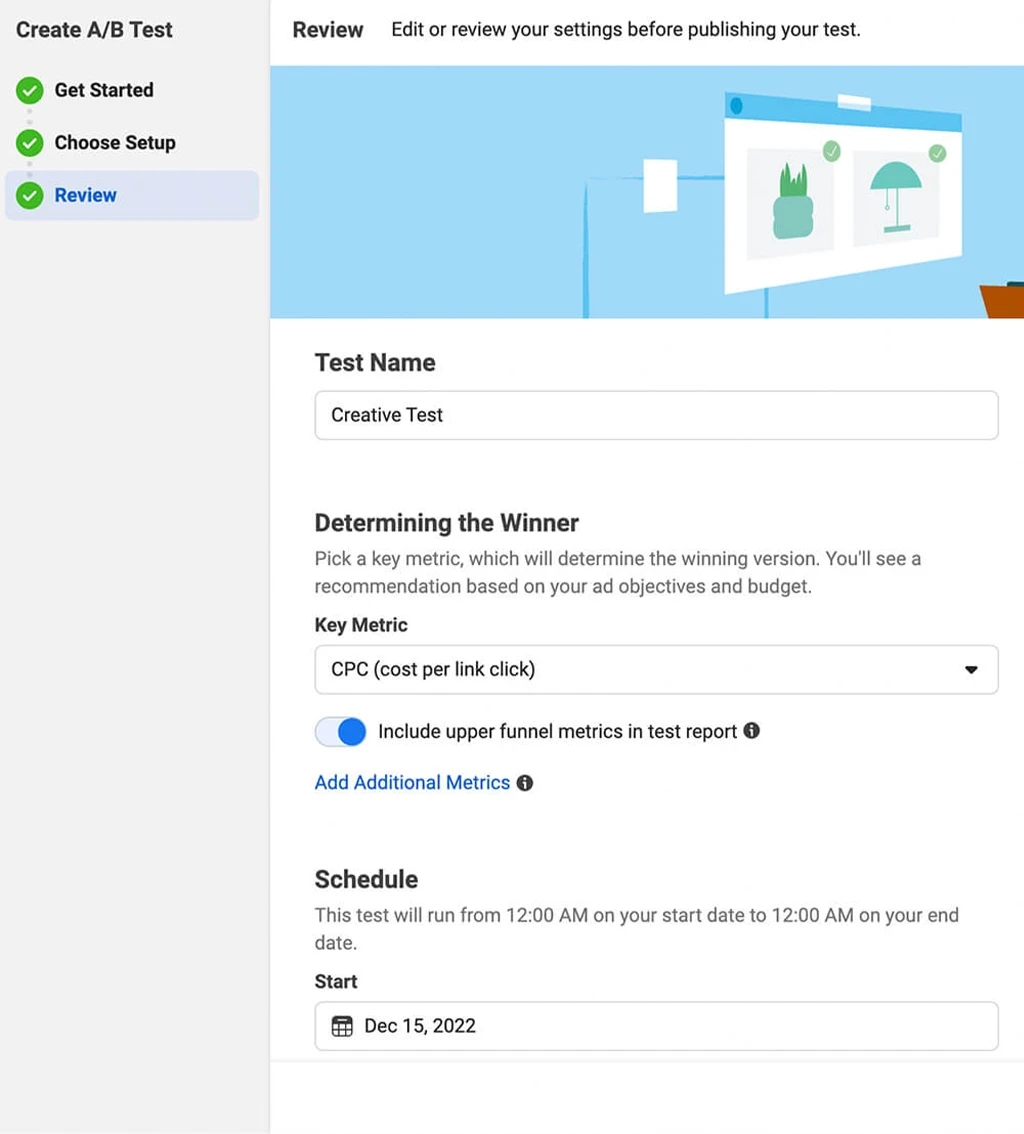 Create A/B Test
Get Started
Choose Setup
Review
Review Edit or review your settings before publishing your test.
Test Name
Creative Test
Determining the Winner
Pick a key metric, which will determine the winning version. You'll see a
recommendation based on your ad objectives and budget.
Key Metric
CPC (cost per link click)
Include upper funnel metrics in test report
Add Additional Metrics
Schedule
This test will run from 12:00 AM on your start date to 12:00 AM on your end
date.
Start
Dec 15, 2022